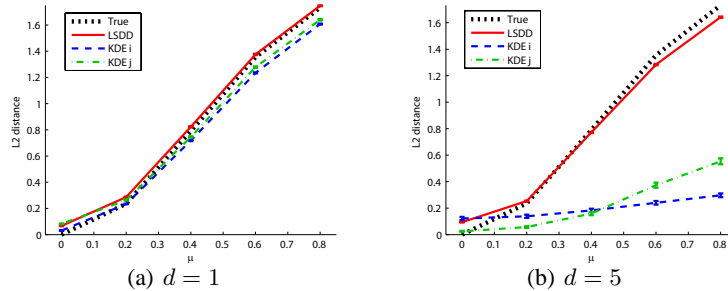 True
LSDD
KDE i
KDE j
L2 distance
1.6
1.4
1.2
1
0.8
0.6
0.4
0.2
0
0 0.1 0.2 0.3 0.4 0.5 0.6 0.7 0.8
μ
(a) d = 1
True
LSDD
KDE i
KDE j
L2 distance
1.6
1.4
1.2
1
0.8
0.6
0.4
0.2
0
0 0.1 0.2 0.3 0.4 0.5 0.6 0.7 0.8
μ
(b) d = 5